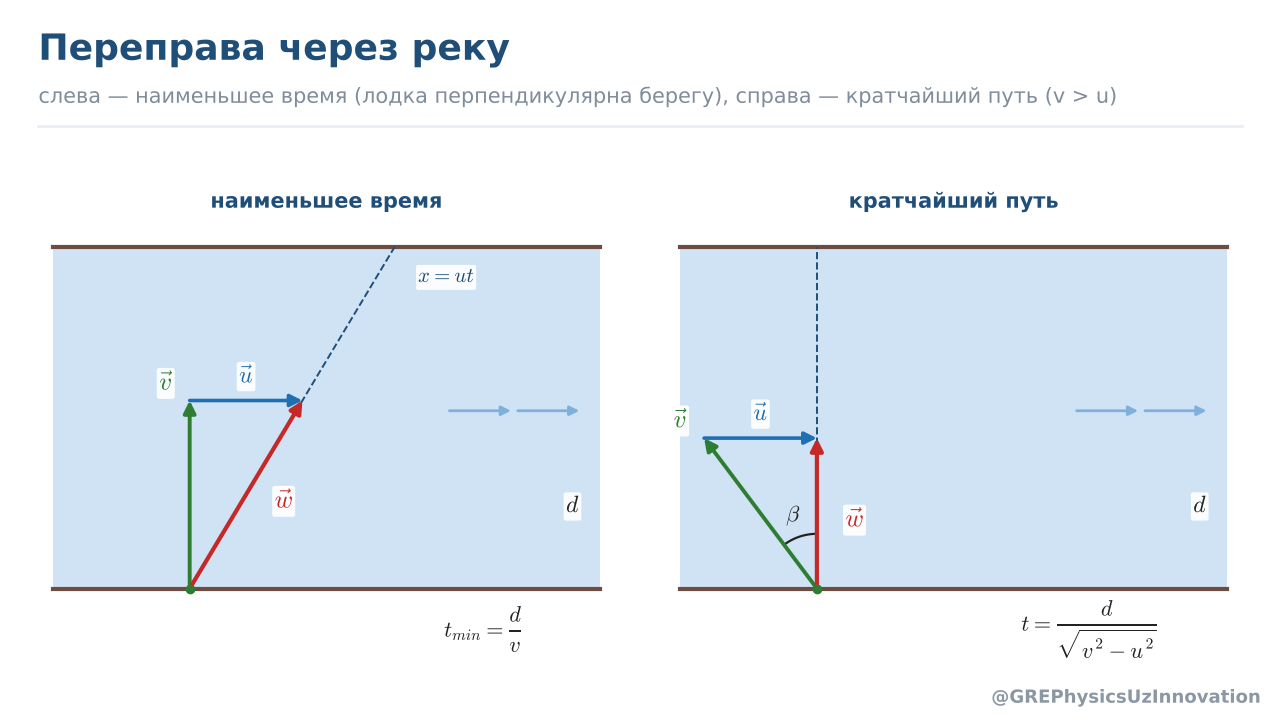 Переправа через реку
слева — наименьшее время (лодка перпендикулярна берегу), справа — кратчайший путь (v > u)
наименьшее время
x = ut
v⃗
u⃗
w⃗
d
t_min = d/v
кратчайший путь
v⃗
u⃗
β
w⃗
d
t = d/√(v² − u²)
@GREPhysicsUzInnovation